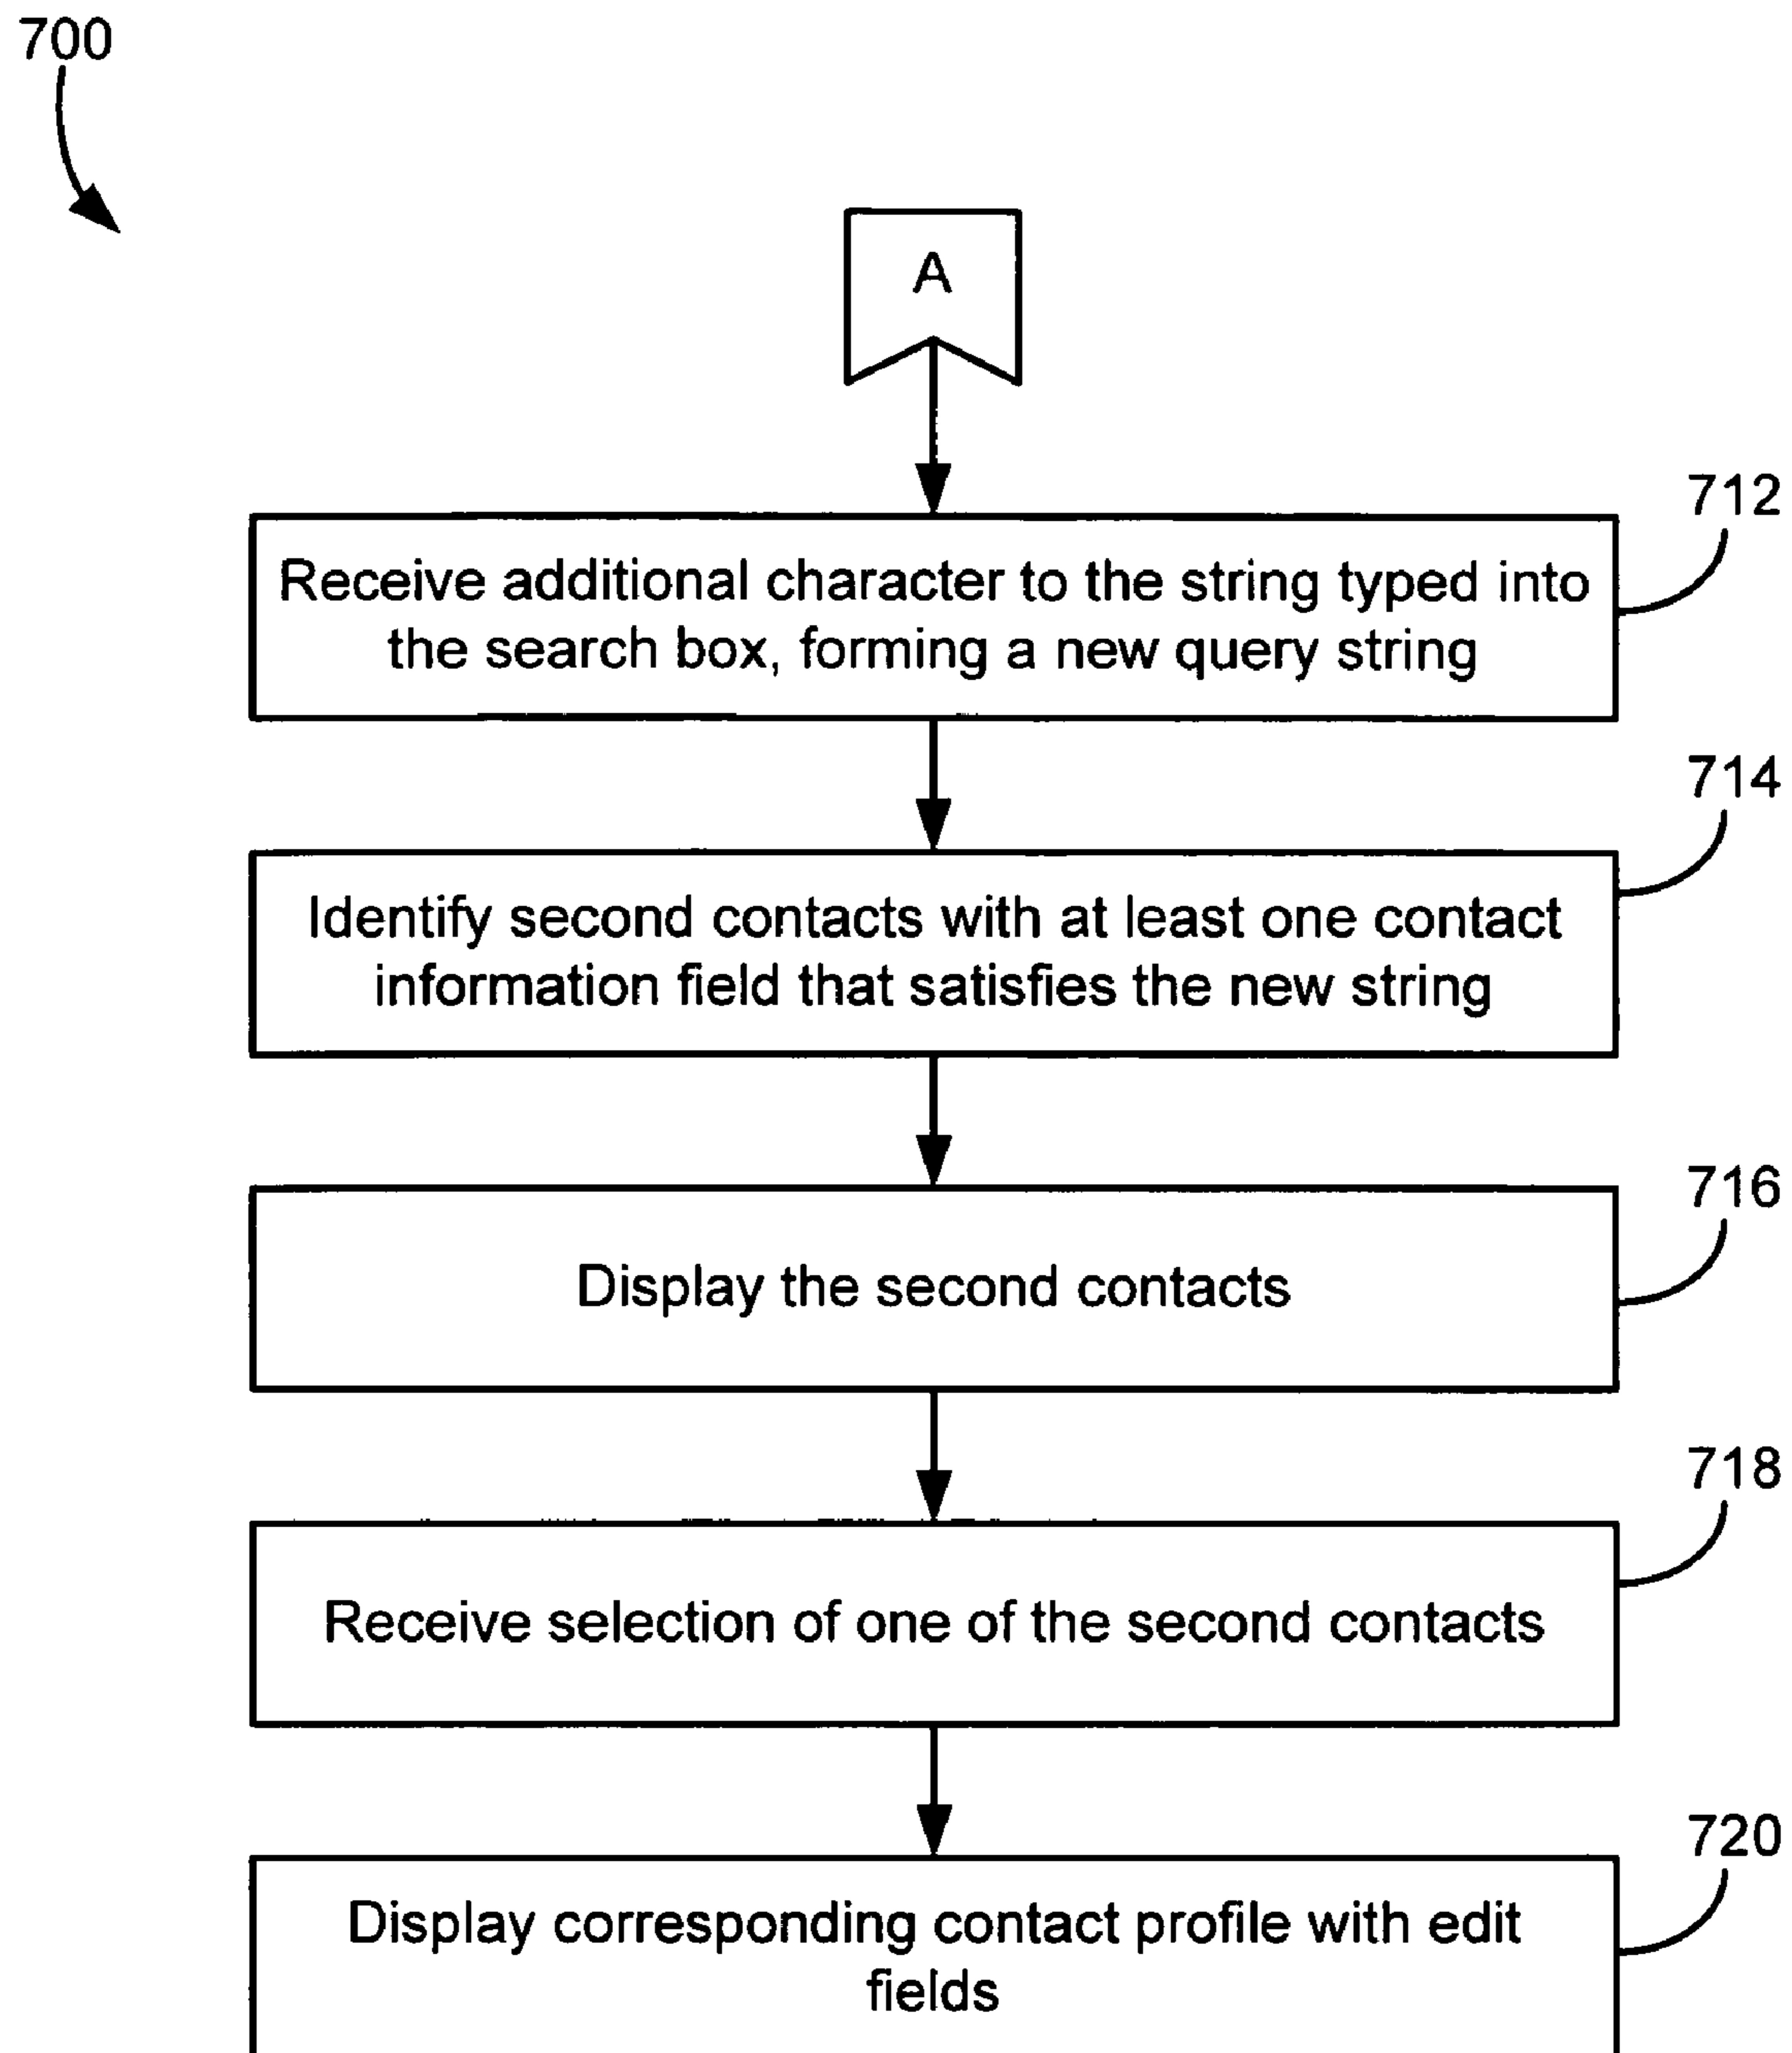 700
A
712
Receive additional character to the string typed into
the search box, forming a new query string
714
Identify second contacts with at least one contact
information field that satisfies the new string
716
Display the second contacts
718
Receive selection of one of the second contacts
720
Display corresponding contact profile with edit
fields